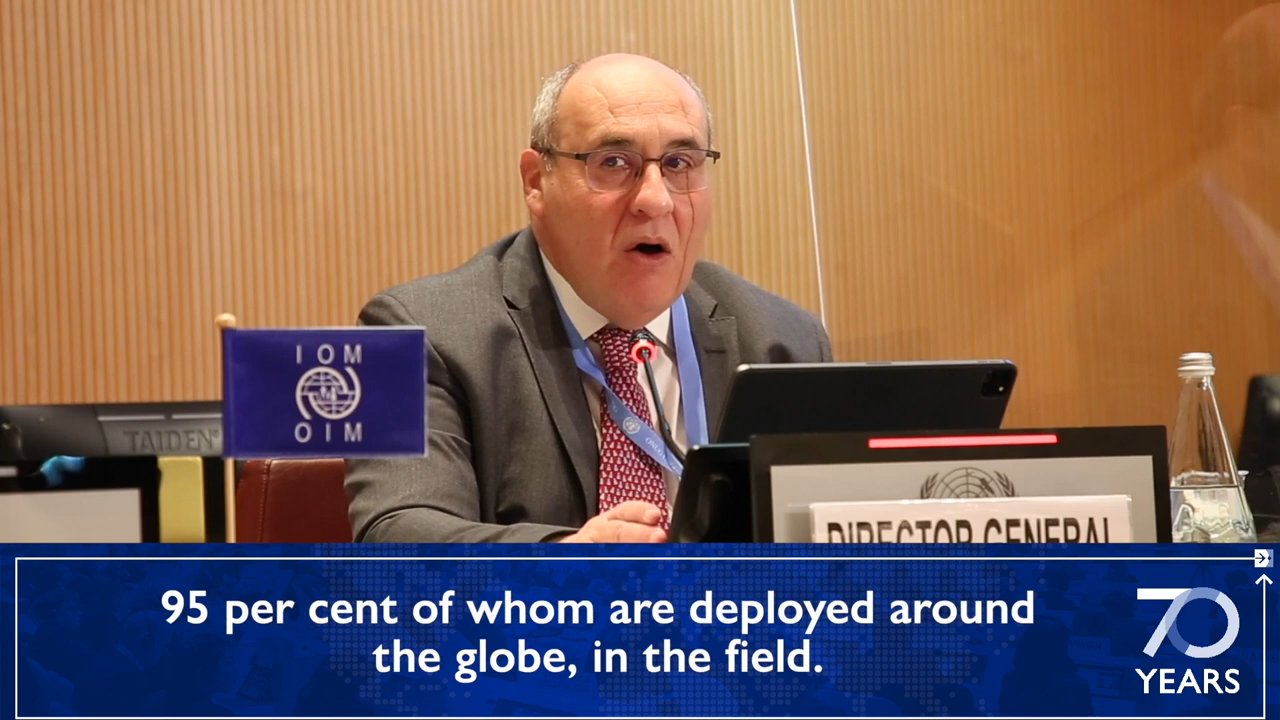 IOM
OIM
TAIDEN
DIRECTOR GENERAL
95 per cent of whom are deployed around
the globe, in the field.
70
YEARS